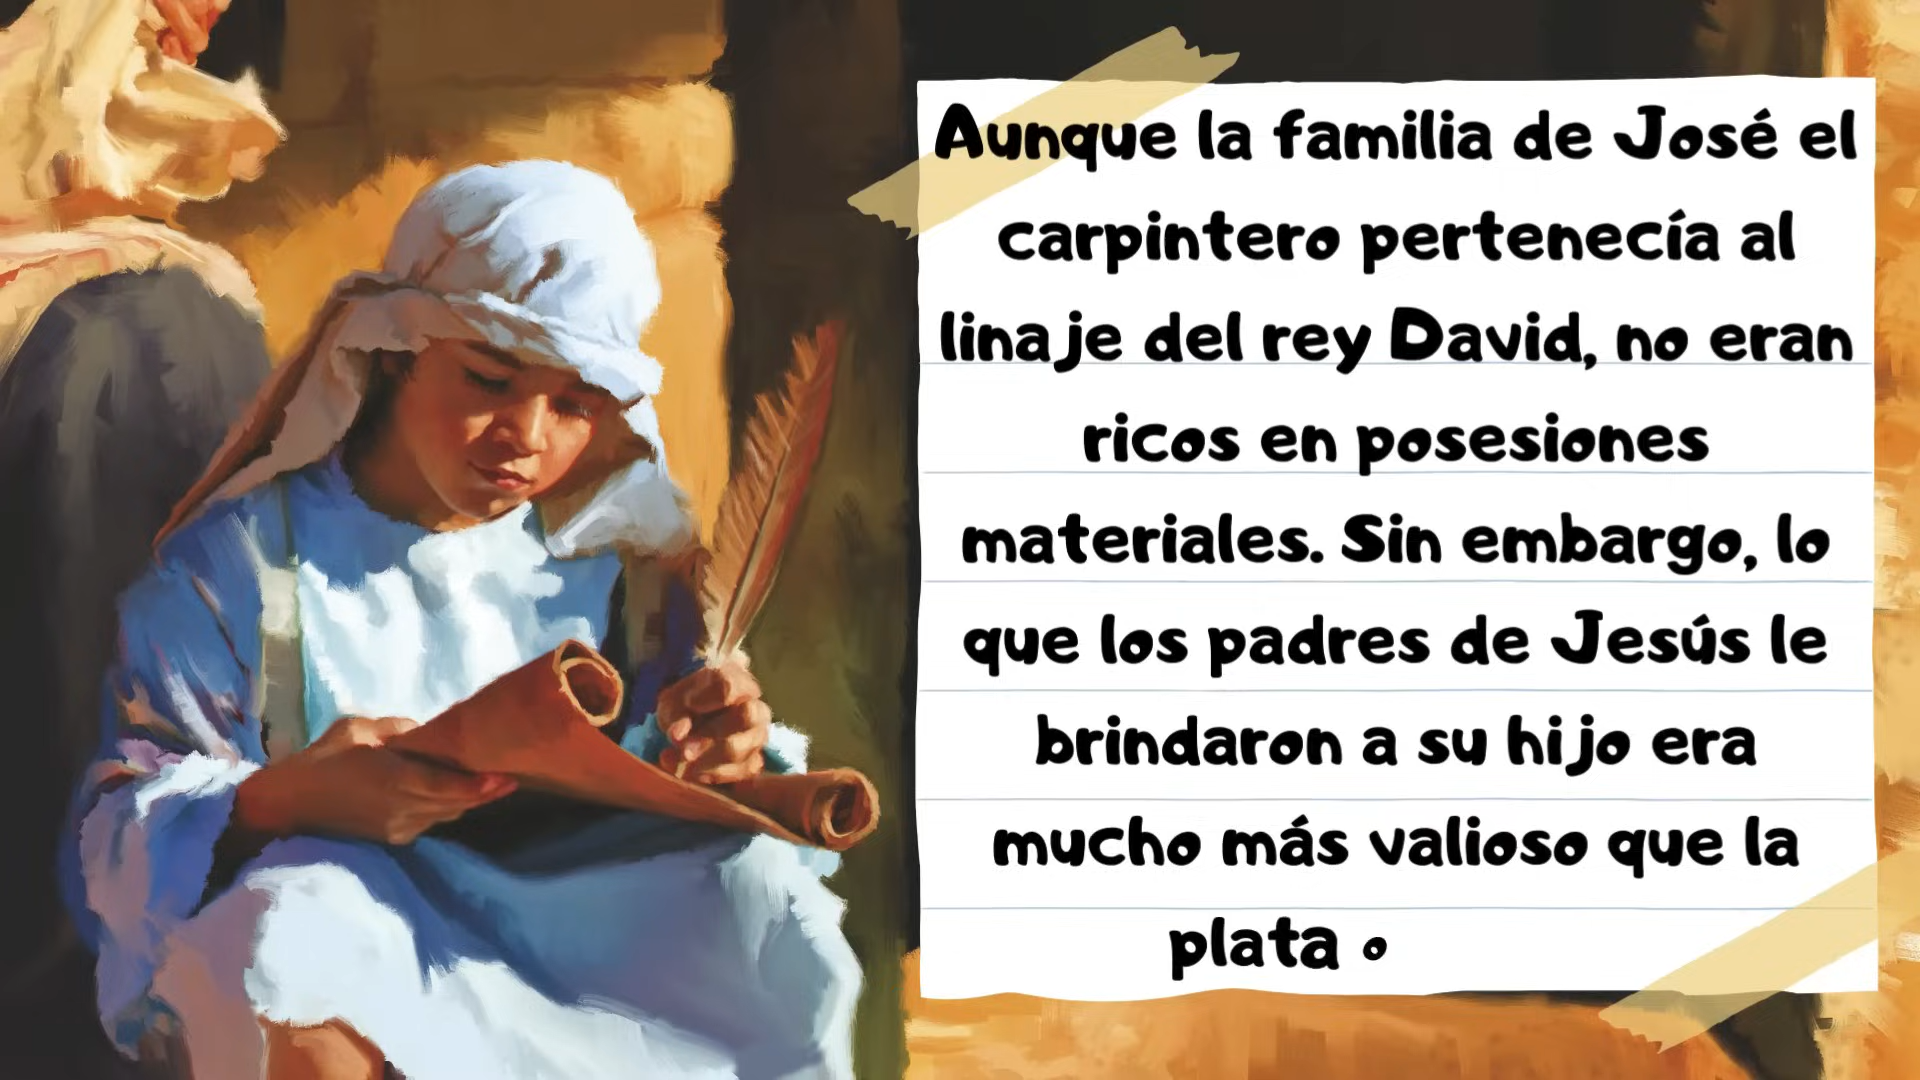 Aunque la familia de José el
carpintero pertenecía al
linaje del rey David, no eran
ricos en posesiones
materiales. Sin embargo, lo
que los padres de Jesús le
brindaron a su hijo era
mucho más valioso que la
plata o